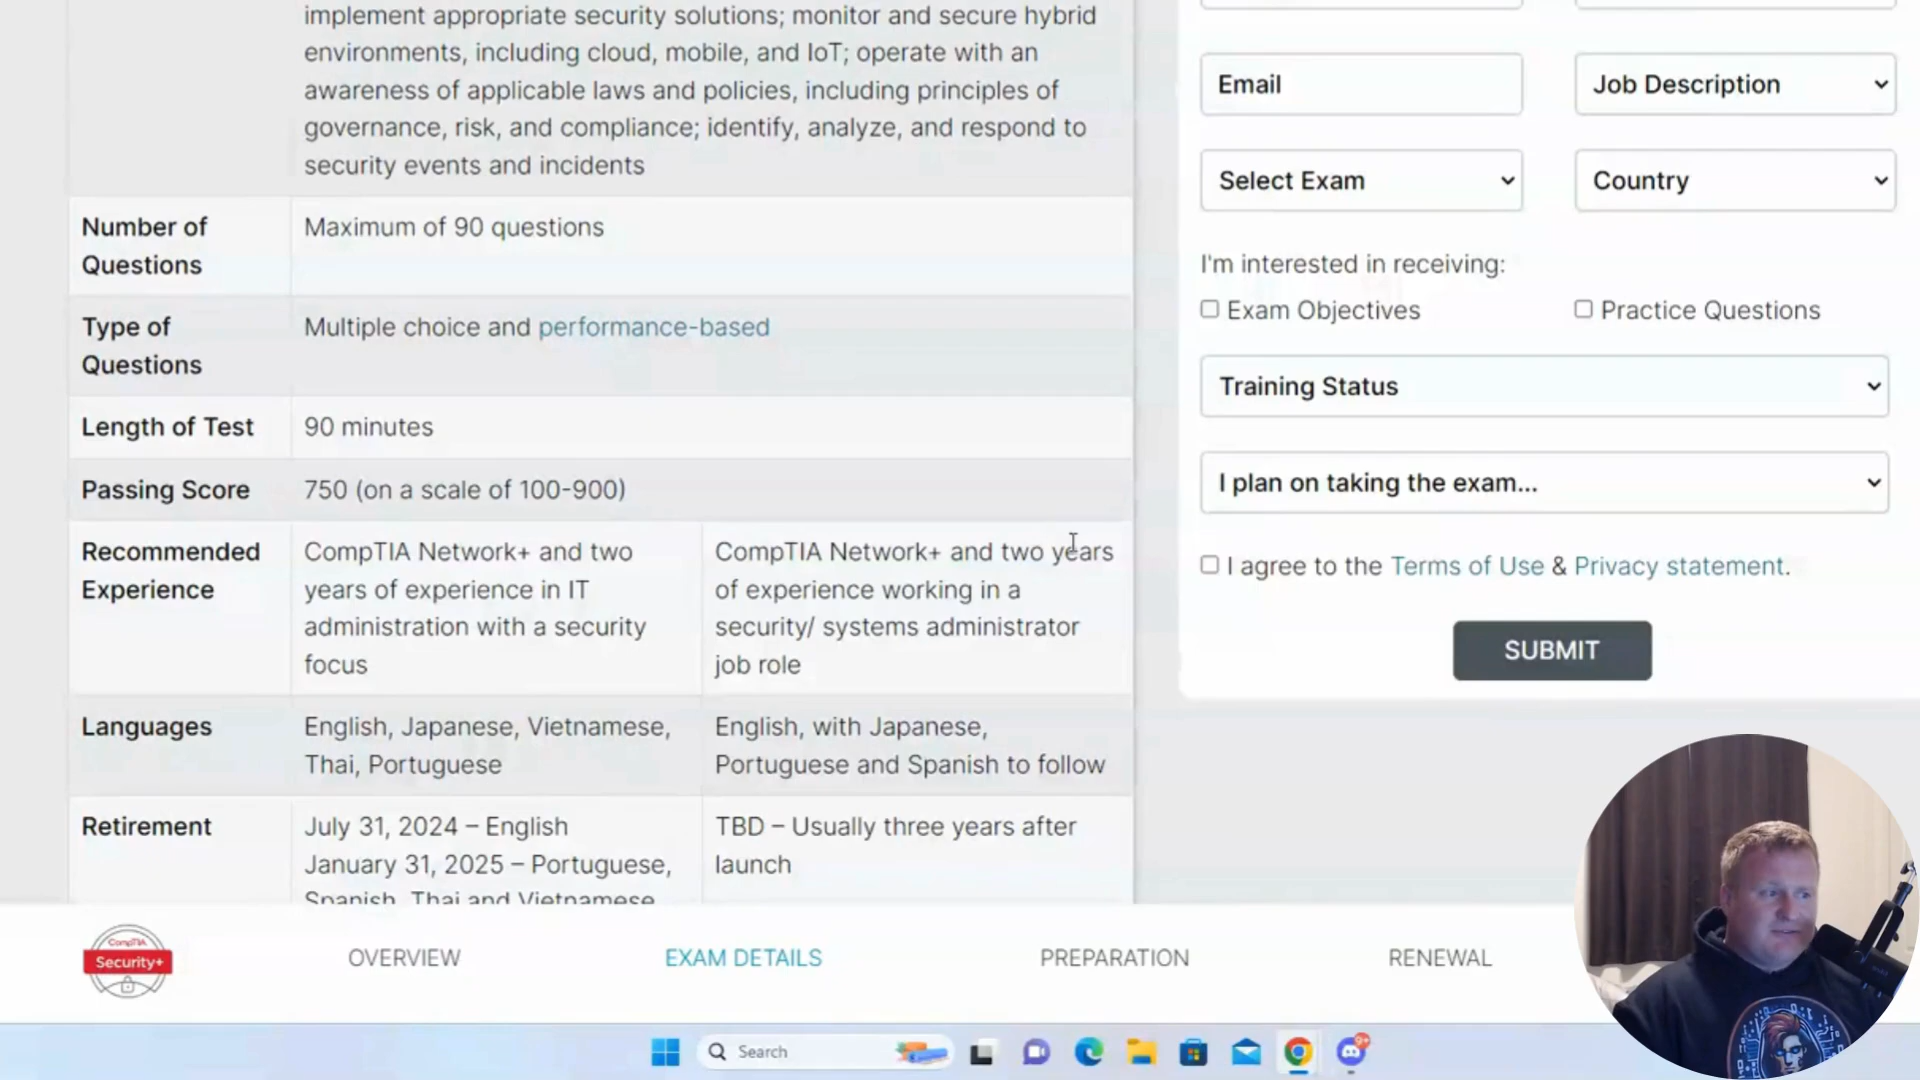 implement appropriate security solutions; monitor and secure hybrid
environments, including cloud, mobile, and IoT; operate with an
awareness of applicable laws and policies, including principles of
governance, risk, and compliance; identify, analyze, and respond to
security events and incidents
Number of
Questions
Maximum of 90 questions
Type of
Questions
Multiple choice and performance-based
Length of Test
90 minutes
Passing Score
750 (on a scale of 100-900)
Recommended
Experience
CompTIA Network+ and two
years of experience in IT
administration with a security
focus
CompTIA Network+ and two years
of experience working in a
security/ systems administrator
job role
Languages
English, Japanese, Vietnamese,
Thai, Portuguese
English, with Japanese,
Portuguese and Spanish to follow
Retirement
July 31, 2024 – English
January 31, 2025 – Portuguese,
Spanish, Thai and Vietnamese
TBD – Usually three years after
launch
Email
Job Description
Select Exam
Country
I'm interested in receiving:
Exam Objectives
Practice Questions
Training Status
I plan on taking the exam...
I agree to the Terms of Use & Privacy statement.
SUBMIT
CompTIA
Security+
OVERVIEW
EXAM DETAILS
PREPARATION
RENEWAL
Search
9+